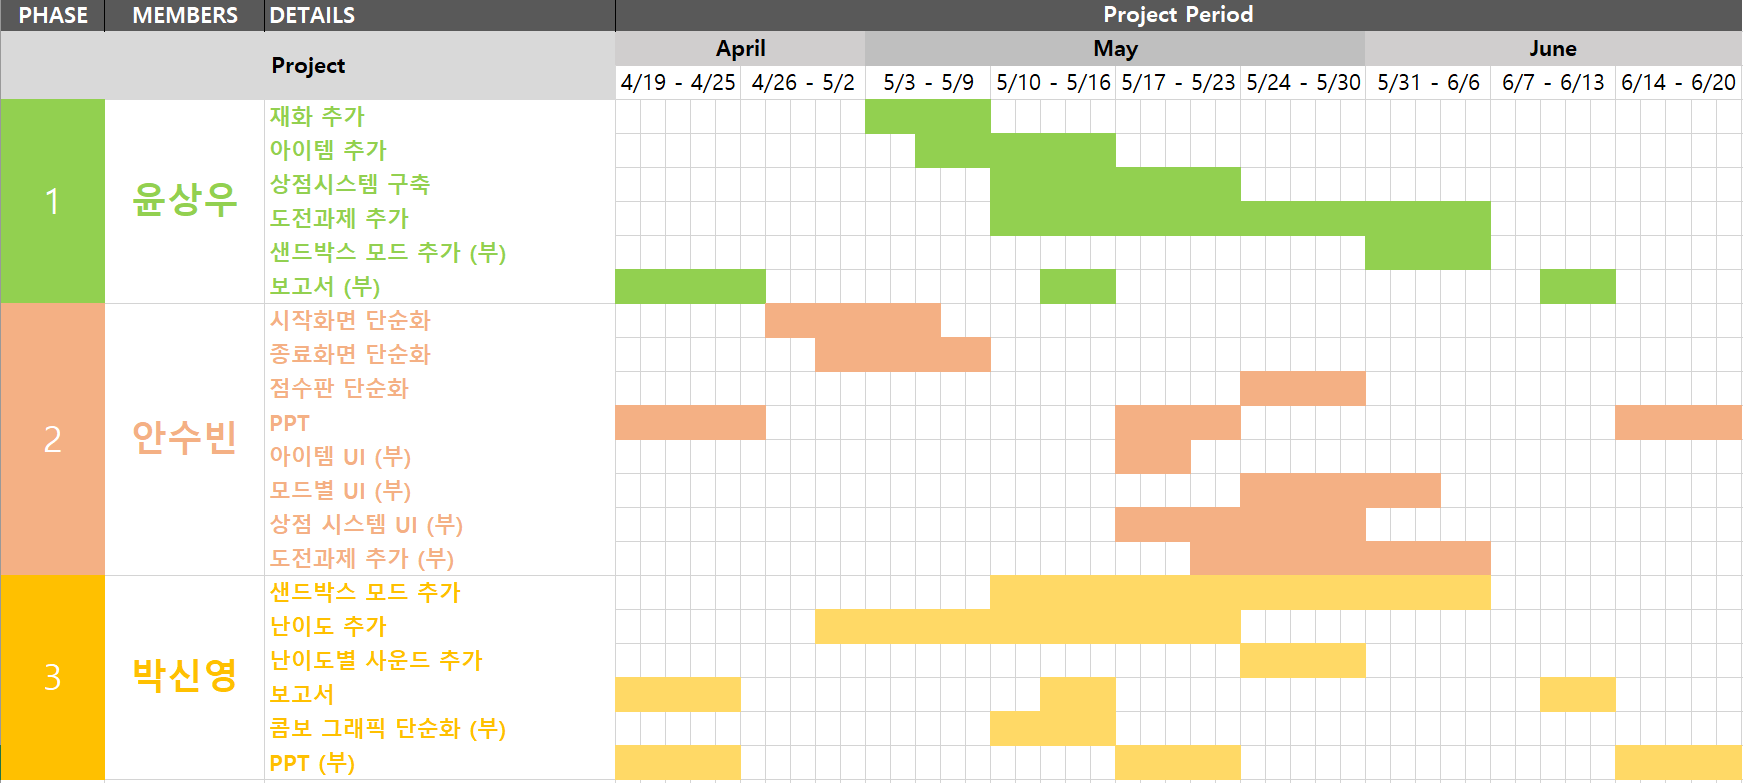 PHASE MEMBERS DETAILS Project Period
Project April May June
4/19 - 4/25 4/26 - 5/2 5/3 - 5/9 5/10 - 5/16 5/17 - 5/23 5/24 - 5/30 5/31 - 6/6 6/7 - 6/13 6/14 - 6/20
1 윤상우
재화 추가
아이템 추가
상점시스템 구축
도전과제 추가
샌드박스 모드 추가 (부)
보고서 (부)
2 안수빈
시작화면 단순화
종료화면 단순화
점수판 단순화
PPT
아이템 UI (부)
모드별 UI (부)
상점 시스템 UI (부)
도전과제 추가 (부)
3 박신영
샌드박스 모드 추가
난이도 추가
난이도별 사운드 추가
보고서
콤보 그래픽 단순화 (부)
PPT (부)